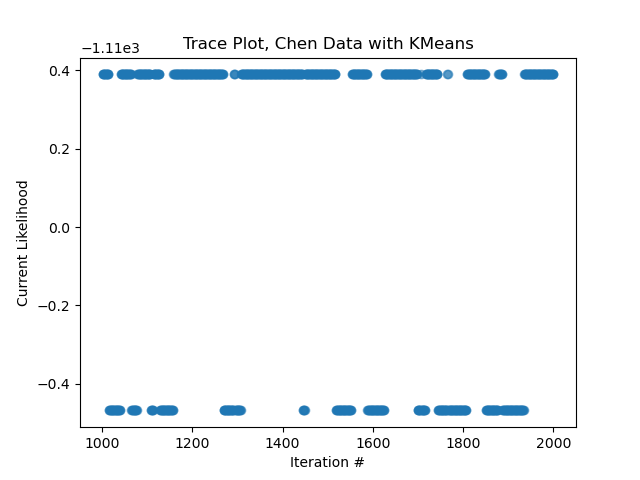 Trace Plot, Chen Data with KMeans
−1.11e3
0.4
0.2
0.0
−0.2
−0.4
Current Likelihood
1000 1200 1400 1600 1800 2000
Iteration #